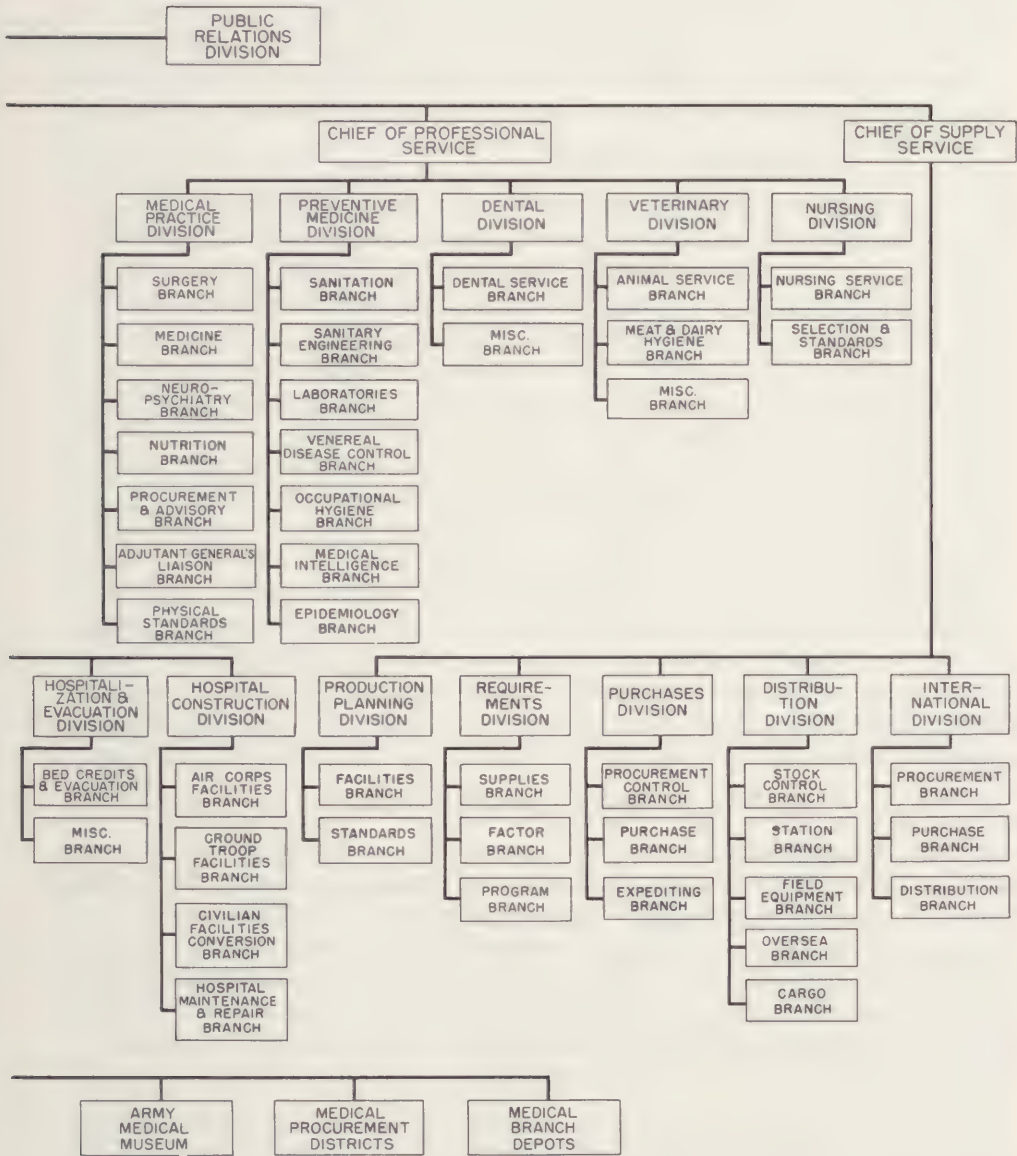 PUBLIC
RELATIONS
DIVISION
CHIEF OF PROFESSIONAL
SERVICE
CHIEF OF SUPPLY
SERVICE
MEDICAL
PRACTICE
DIVISION
SURGERY
BRANCH
MEDICINE
BRANCH
NEURO-
PSYCHIATRY
BRANCH
NUTRITION
BRANCH
PROCUREMENT
& ADVISORY
BRANCH
ADJUTANT GENERAL'S
LIAISON
BRANCH
PHYSICAL
STANDARDS
BRANCH
PREVENTIVE
MEDICINE
DIVISION
SANITATION
BRANCH
SANITARY
ENGINEERING
BRANCH
LABORATORIES
BRANCH
VENEREAL
DISEASE CONTROL
BRANCH
OCCUPATIONAL
HYGIENE
BRANCH
MEDICAL
INTELLIGENCE
BRANCH
EPIDEMIOLOGY
BRANCH
DENTAL
DIVISION
DENTAL SERVICE
BRANCH
MISC.
BRANCH
VETERINARY
DIVISION
ANIMAL SERVICE
BRANCH
MEAT & DAIRY
HYGIENE
BRANCH
MISC.
BRANCH
NURSING
DIVISION
NURSING SERVICE
BRANCH
SELECTION &
STANDARDS
BRANCH
HOSPITALI-
ZATION &
EVACUATION
DIVISION
BED CREDITS
& EVACUATION
BRANCH
MISC.
BRANCH
HOSPITAL
CONSTRUCTION
DIVISION
AIR CORPS
FACILITIES
BRANCH
GROUND
TROOP
FACILITIES
BRANCH
CIVILIAN
FACILITIES
CONVERSION
BRANCH
HOSPITAL
MAINTENANCE
& REPAIR
BRANCH
PRODUCTION
PLANNING
DIVISION
FACILITIES
BRANCH
STANDARDS
BRANCH
REQUIRE-
MENTS
DIVISION
SUPPLIES
BRANCH
FACTOR
BRANCH
PROGRAM
BRANCH
PURCHASES
DIVISION
PROCUREMENT
CONTROL
BRANCH
PURCHASE
BRANCH
EXPEDITING
BRANCH
DISTRIBU-
TION
DIVISION
STOCK
CONTROL
BRANCH
STATION
BRANCH
FIELD
EQUIPMENT
BRANCH
OVERSEA
BRANCH
CARGO
BRANCH
INTER-
NATIONAL
DIVISION
PROCUREMENT
BRANCH
PURCHASE
BRANCH
DISTRIBUTION
BRANCH
ARMY
MEDICAL
MUSEUM
MEDICAL
PROCUREMENT
DISTRICTS
MEDICAL
BRANCH
DEPOTS